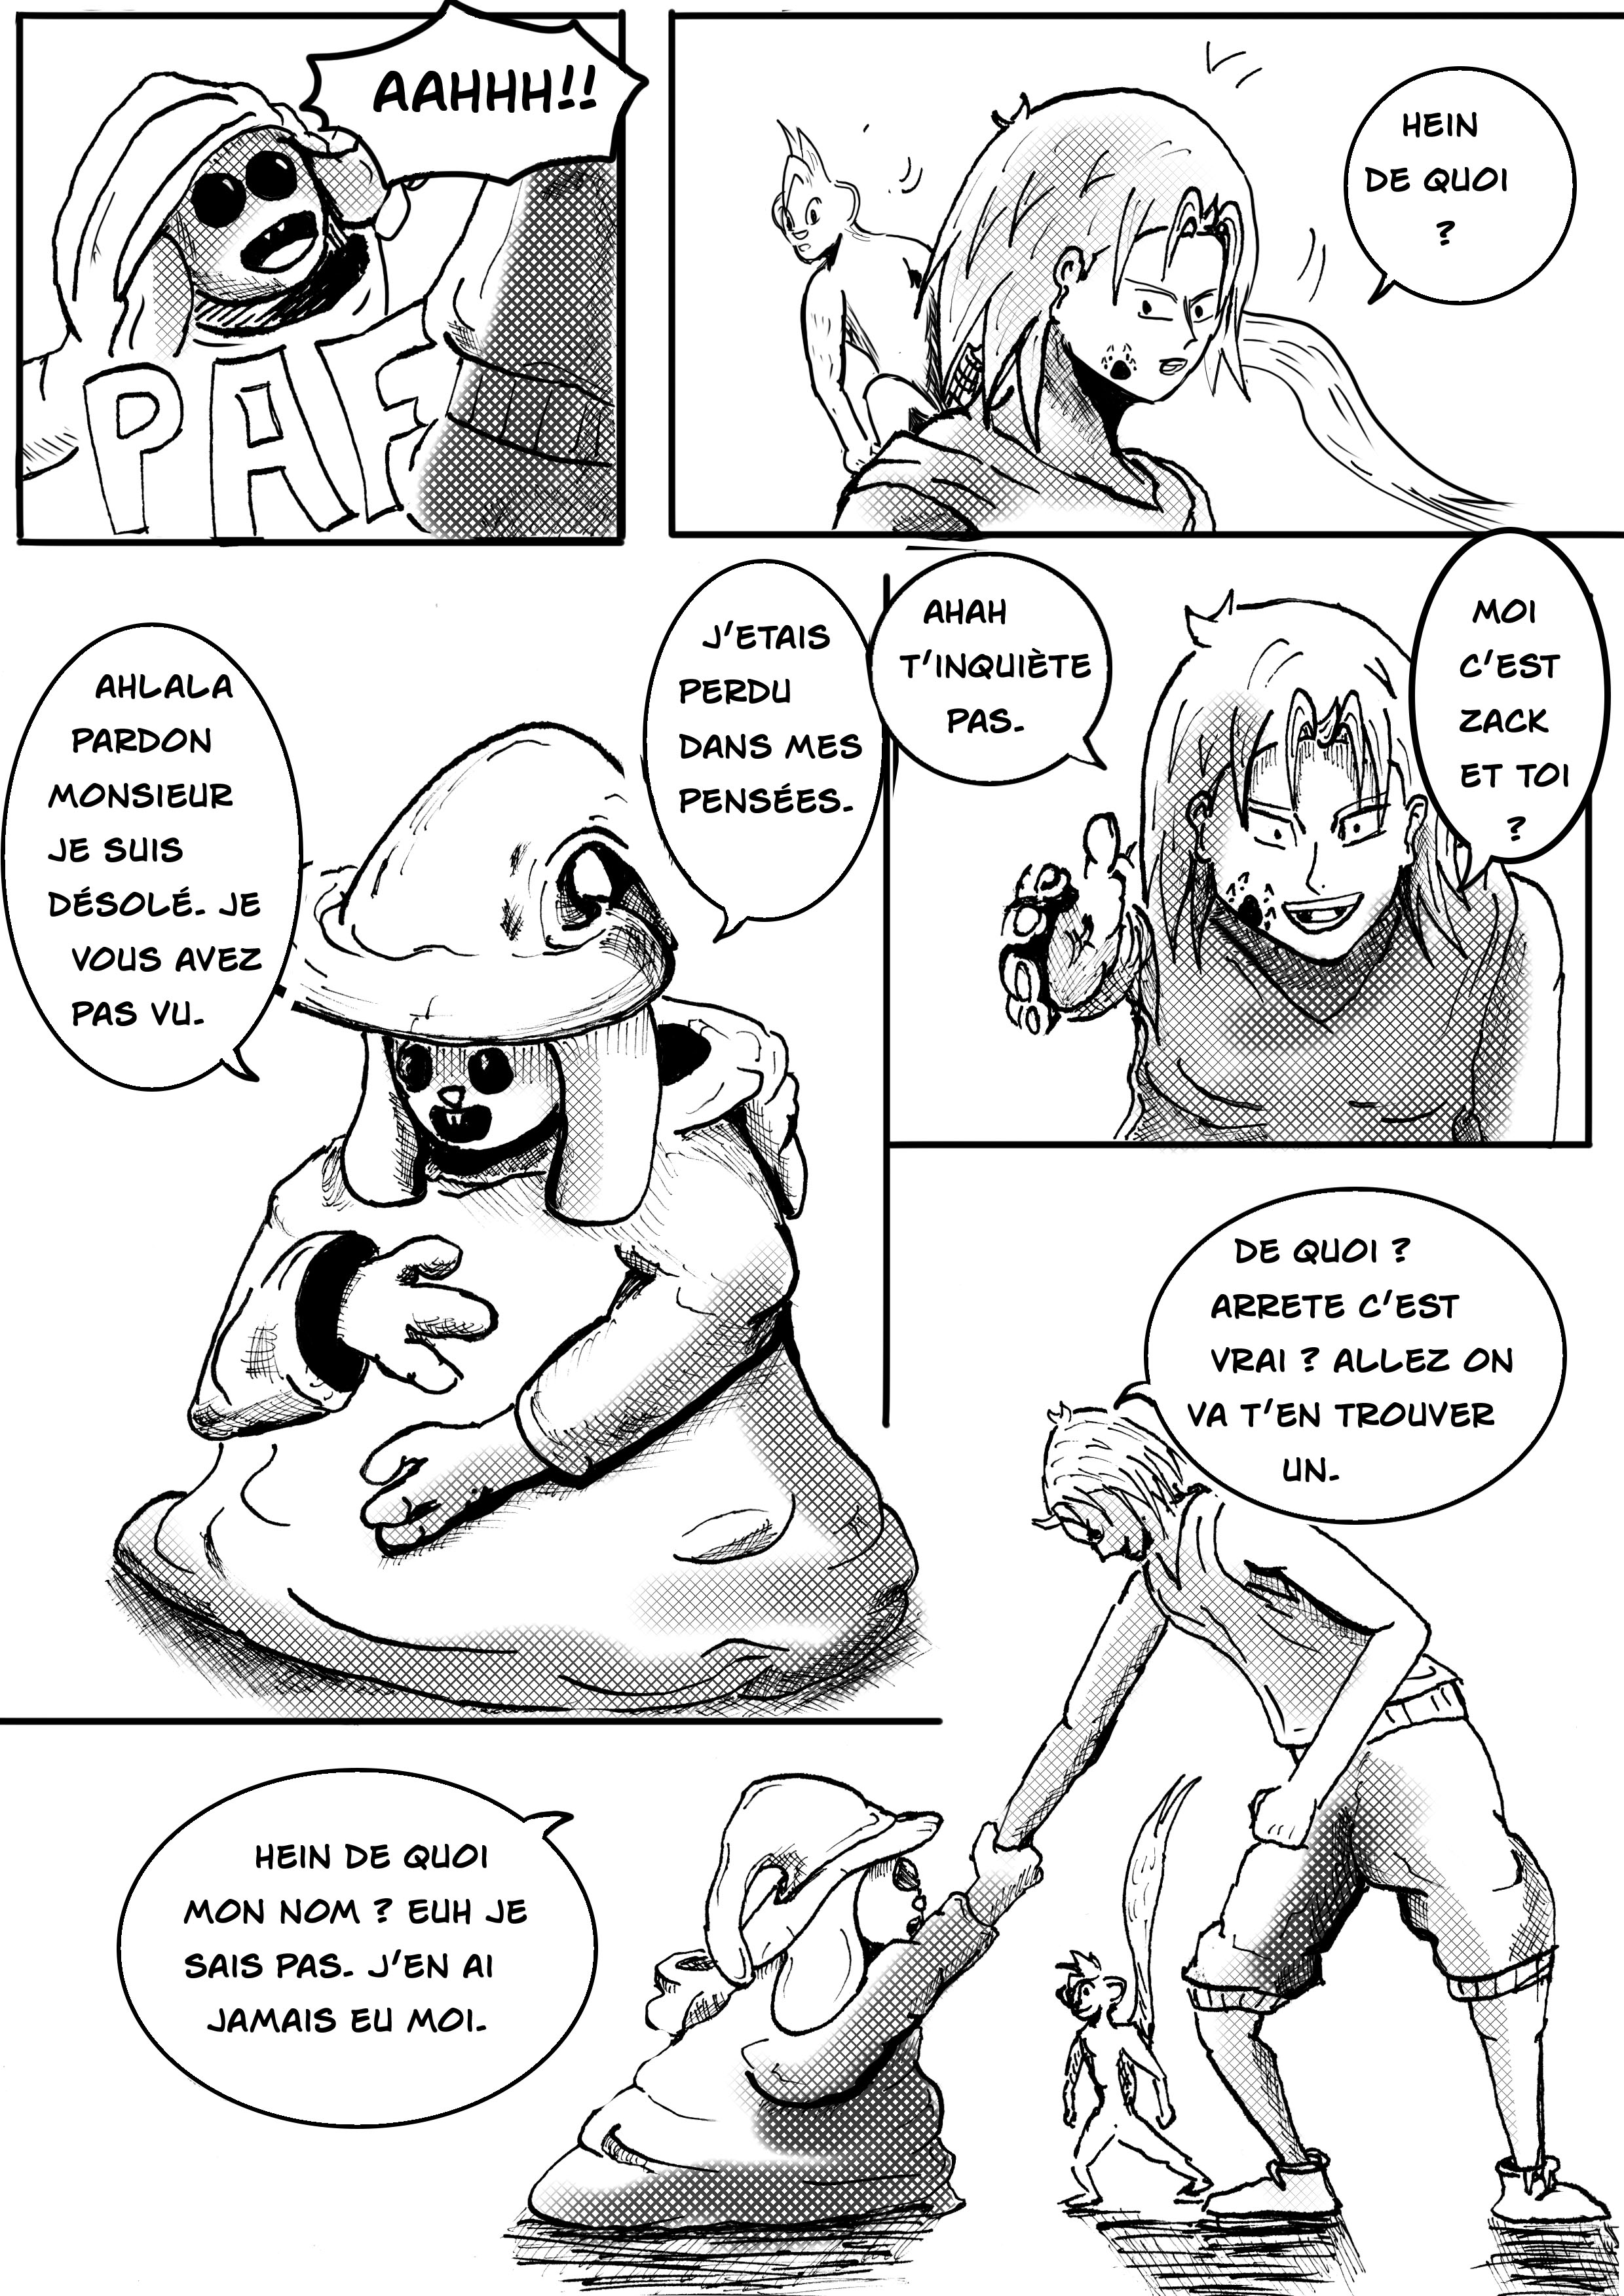 AAHHH!!
PAF
HEIN
DE QUOI
?
AHLALA
PARDON
MONSIEUR
JE SUIS
DÉSOLÉ. JE
VOUS AVEZ
PAS VU.
J'ETAIS
PERDU
DANS MES
PENSÉES.
AHAH
T'INQUIÈTE
PAS.
MOI
C'EST
ZACK
ET TOI
?
HEIN DE QUOI
MON NOM ? EUH JE
SAIS PAS. J'EN AI
JAMAIS EU MOI.
DE QUOI ?
ARRETE C'EST
VRAI ? ALLEZ ON
VA T'EN TROUVER
UN.